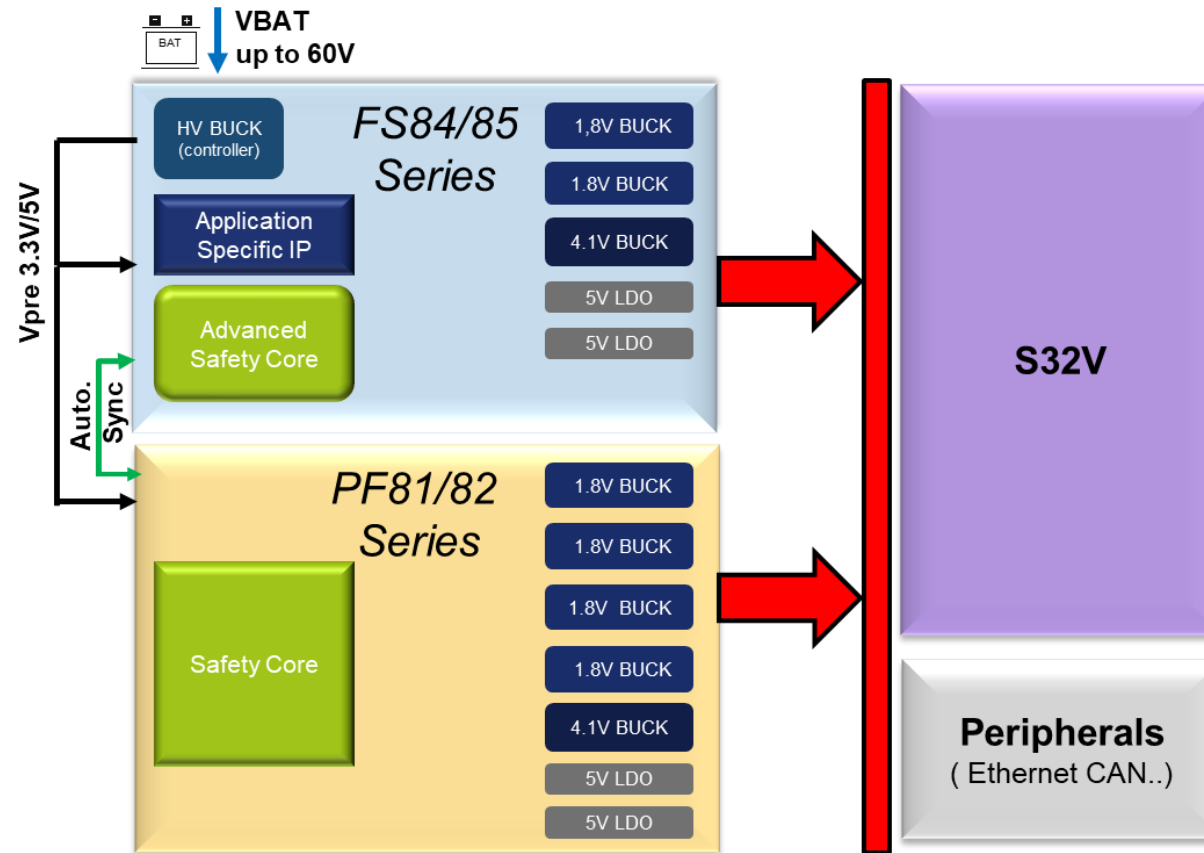 VBAT
up to 60V
BAT
FS84/85
Series
HV BUCK
(controller)
Application
Specific IP
Advanced
Safety Core
1,8V BUCK
1.8V BUCK
4.1V BUCK
5V LDO
5V LDO
Vpre 3.3V/5V
Auto.
Sync
PF81/82
Series
Safety Core
1.8V BUCK
1.8V BUCK
1.8V  BUCK
1.8V BUCK
4.1V BUCK
5V LDO
5V LDO
S32V
Peripherals
( Ethernet CAN..)